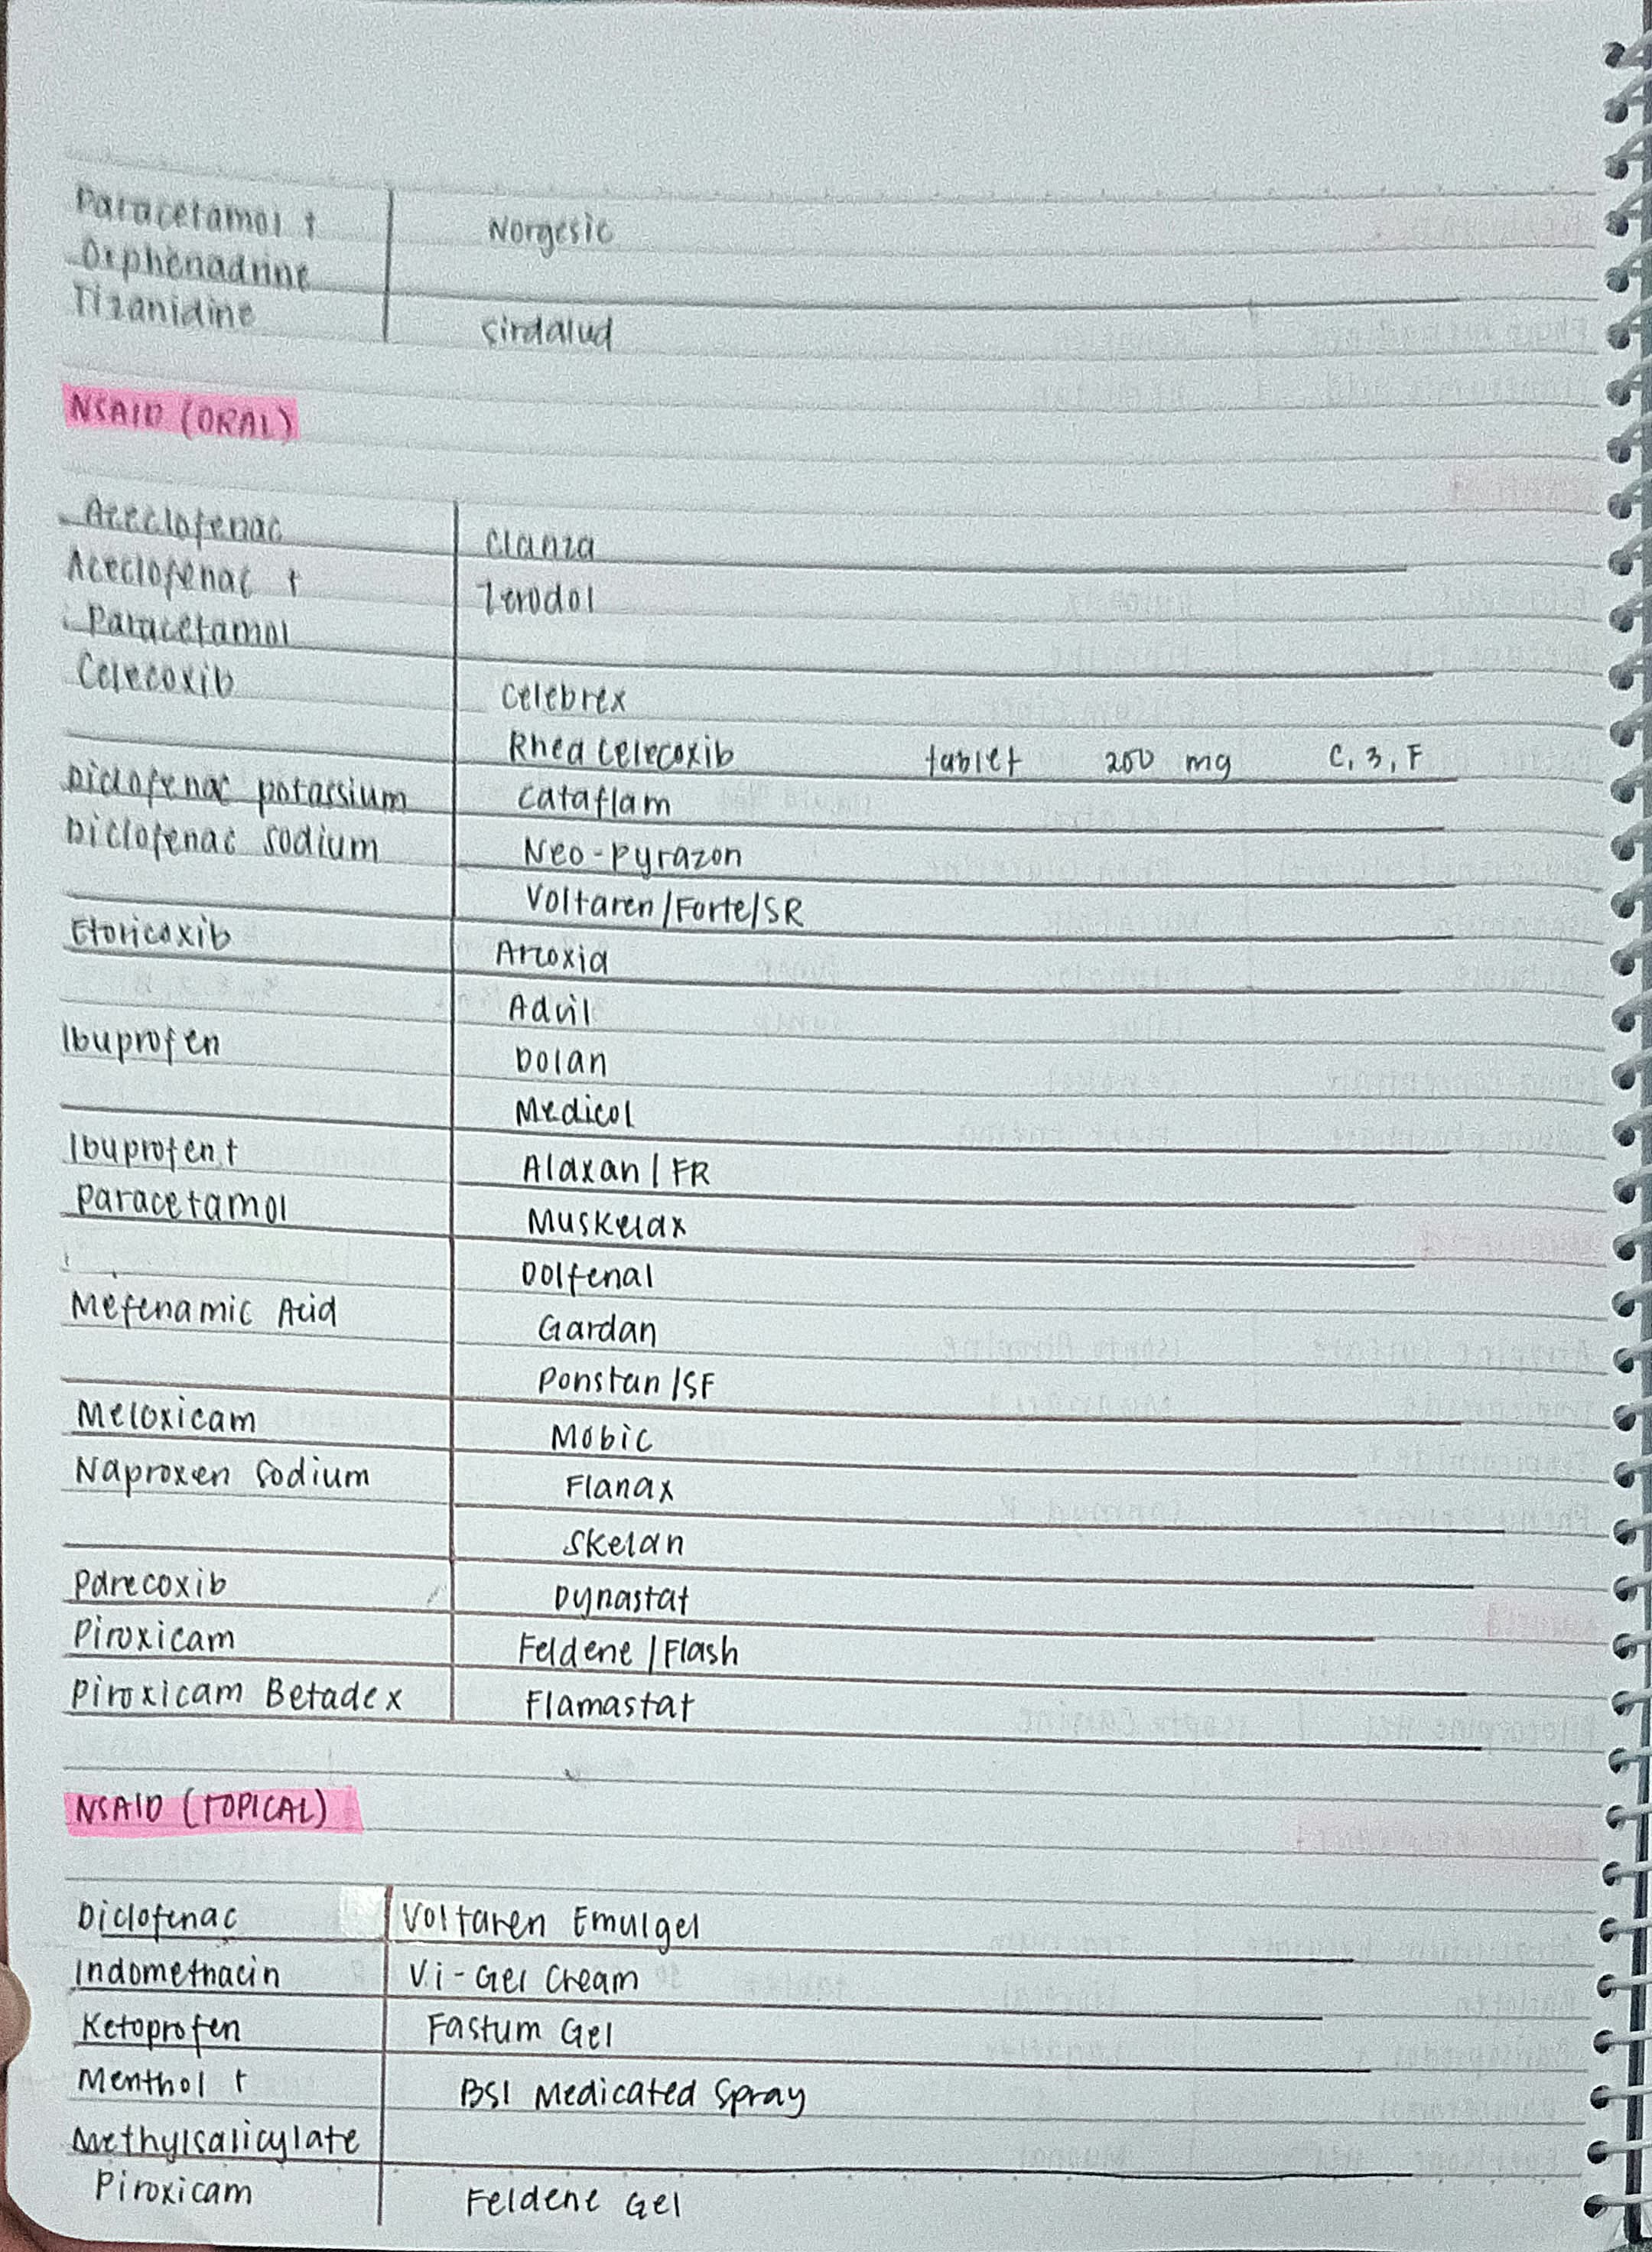 Paracetamol +
Norgesic
Orphenadrine
Tizanidine
Sirdalud
NSAID (ORAL)
Aceclofenac
Clanza
Aceclofenac +
Zerodol
Paracetamol
Celecoxib
Celebrex
Rhea Celecoxib tablet 200 mg C, 3, F
Diclofenac potassium
Cataflam
Diclofenac sodium
Neo-Pyrazon
Voltaren/Forte/SR
Etoricoxib
Arcoxia
Advil
Ibuprofen
Dolan
Medicol
Ibuprofen +
Alaxan / FR
Paracetamol
Muskelax
Dolfenal
Mefenamic Acid
Gardan
Ponstan /SF
Meloxicam
Mobic
Naproxen Sodium
Flanax
Skelan
Parecoxib
Dynastat
Piroxicam
Feldene /Flash
Piroxicam Betadex
Flamastat
NSAID (TOPICAL)
Diclofenac
Voltaren Emulgel
Indomethacin
Vi-Gel Cream
Ketoprofen
Fastum Gel
Menthol +
BSI Medicated Spray
Methylsalicylate
Piroxicam
Feldene Gel